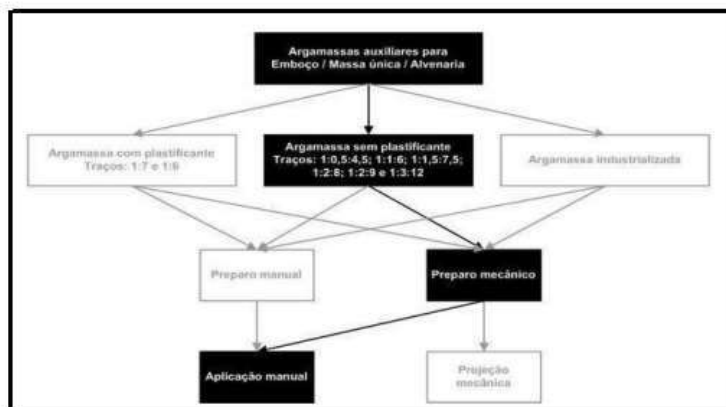 Argamassas auxiliares para
Emboço / Massa única / Alvenaria
Argamassa com plastificante
Traços: 1:7 e 1:6
Argamassa sem plastificante
Traços: 1:0,5:4,5; 1:1:6; 1:1,5:7,5;
1:2:8; 1:2:9 e 1:3:12
Argamassa industrializada
Preparo manual
Preparo mecânico
Aplicação manual
Projeção
mecânica